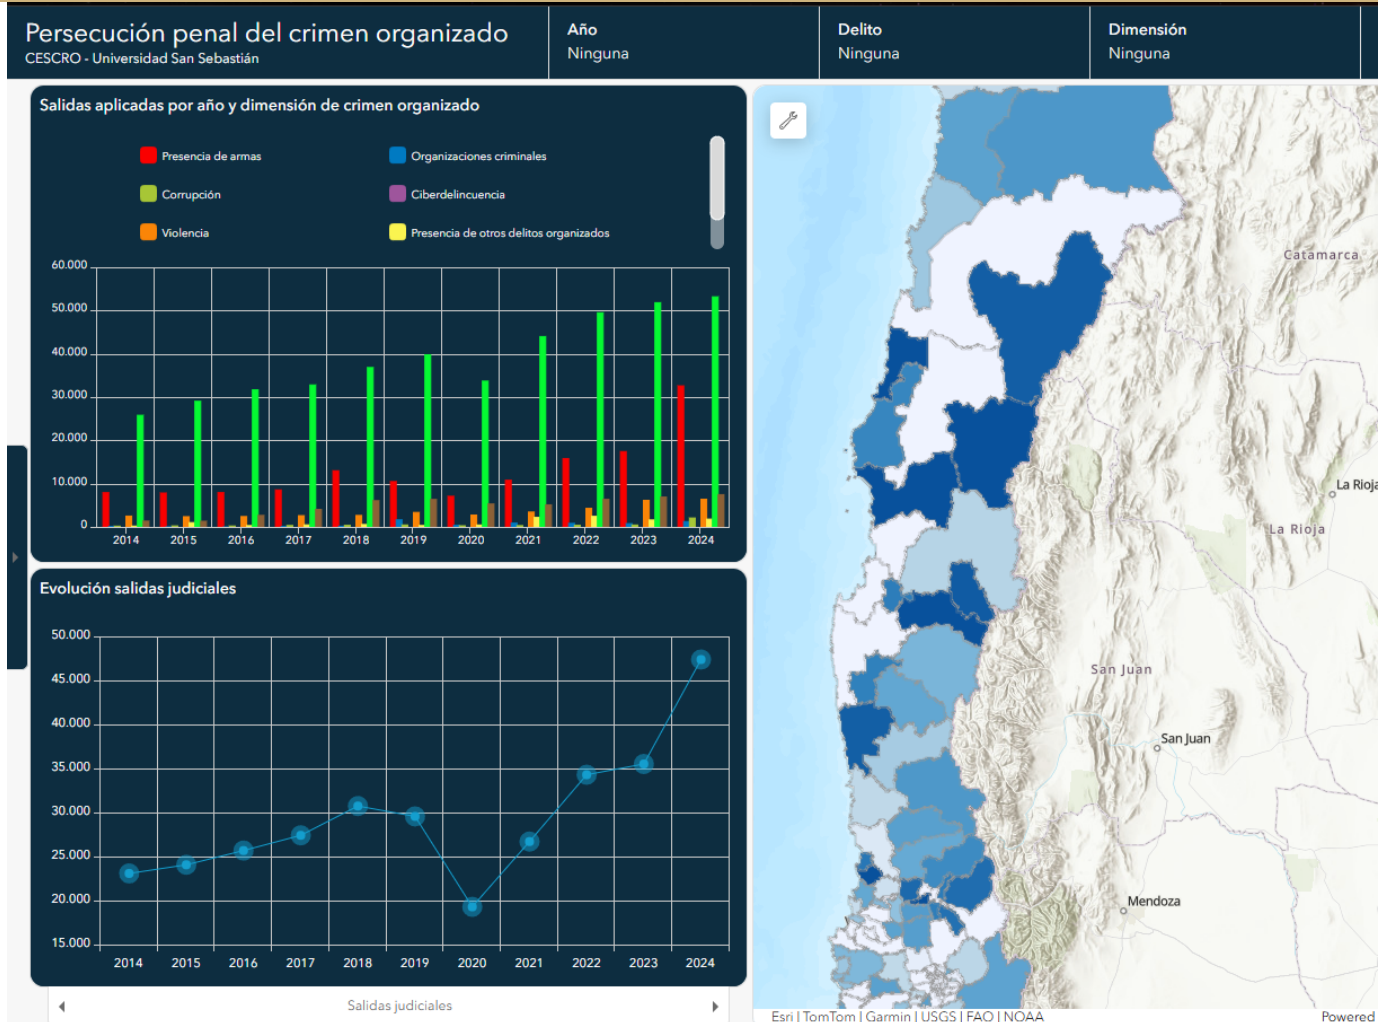 Persecución penal del crimen organizado
CESCRO - Universidad San Sebastián
Año
Ninguna
Delito
Ninguna
Dimensión
Ninguna
Salidas aplicadas por año y dimensión de crimen organizado
Presencia de armas
Organizaciones criminales
Corrupción
Ciberdelincuencia
Violencia
Presencia de otros delitos organizados
60.000
50.000
40.000
30.000
20.000
10.000
0
2014 2015 2016 2017 2018 2019 2020 2021 2022 2023 2024
Evolución salidas judiciales
50.000
45.000
40.000
35.000
30.000
25.000
20.000
15.000
2014 2015 2016 2017 2018 2019 2020 2021 2022 2023 2024
Salidas judiciales
Catamarca
La Rioja
La Rioja
San Juan
San Juan
Mendoza
Esri | TomTom | Garmin | USGS | FAO | NOAA
Powered